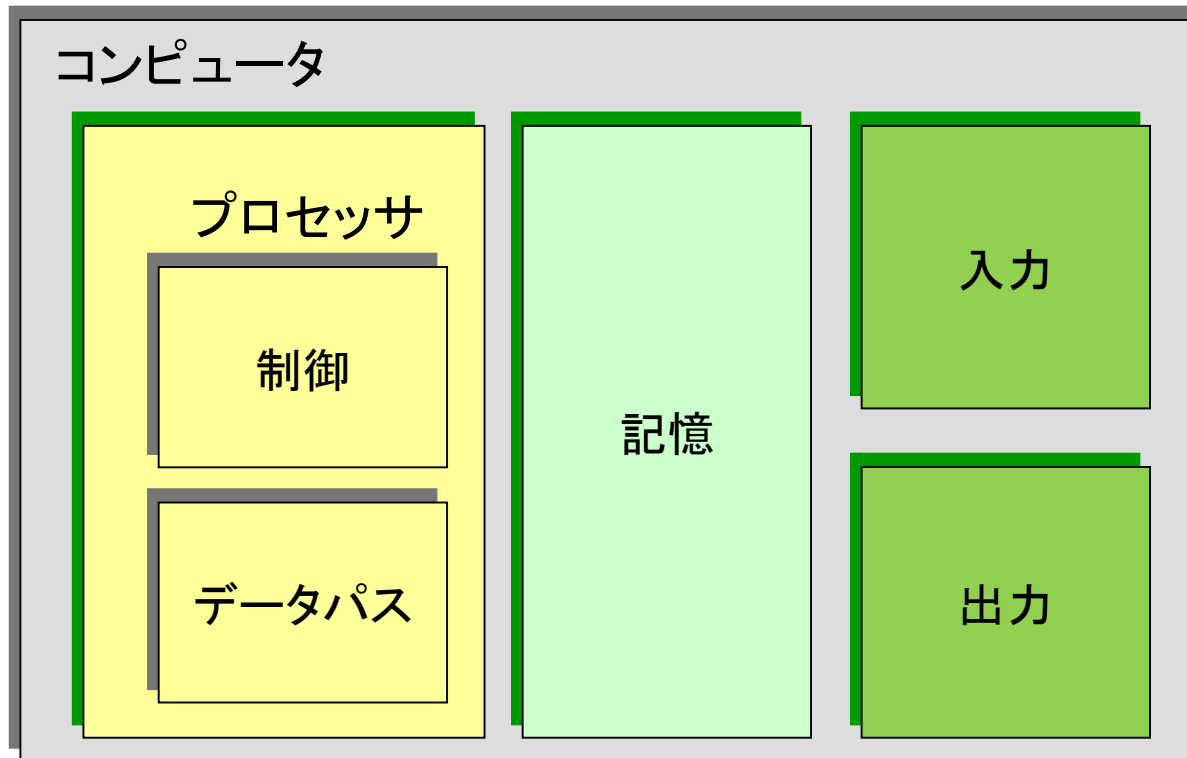 コンピュータ
プロセッサ
制御
データパス
記憶
入力
出力